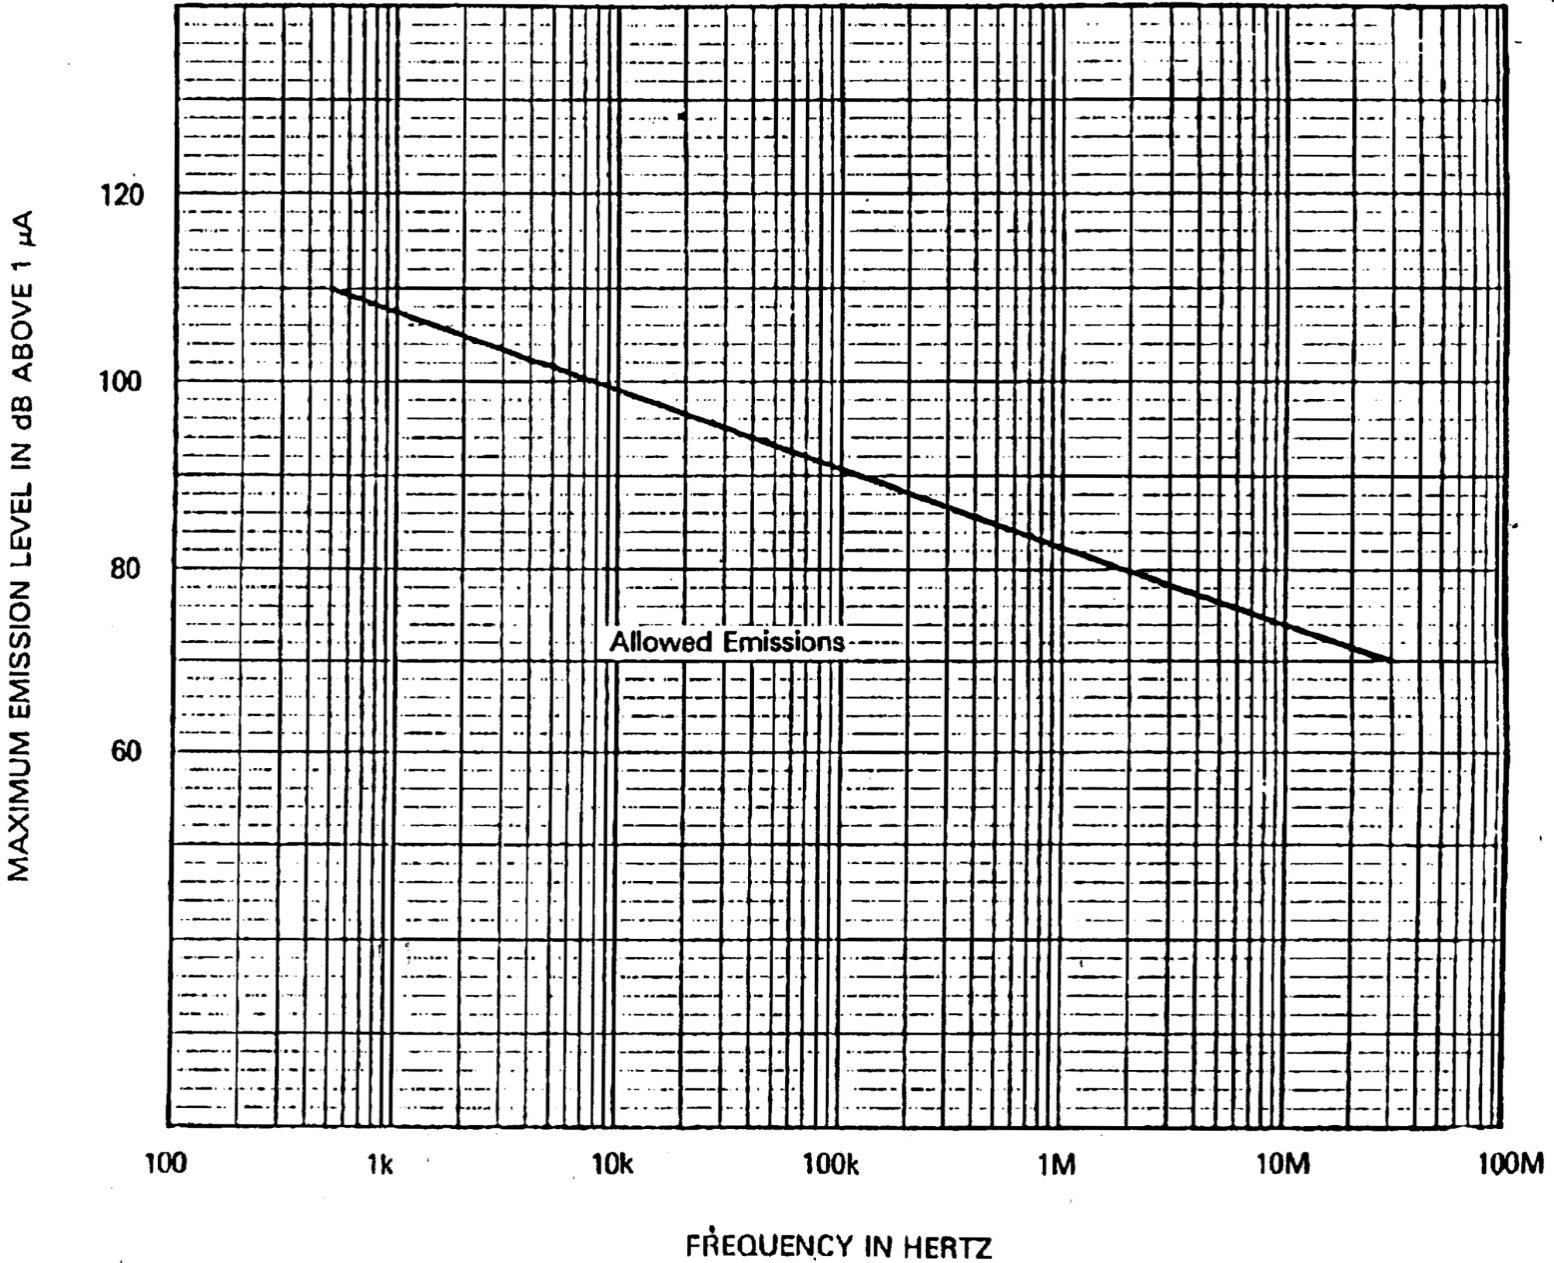 MAXIMUM EMISSION LEVEL IN dB ABOVE 1 μA
120
100
80
60
Allowed Emissions
100 1k 10k 100k 1M 10M 100M
FREQUENCY IN HERTZ